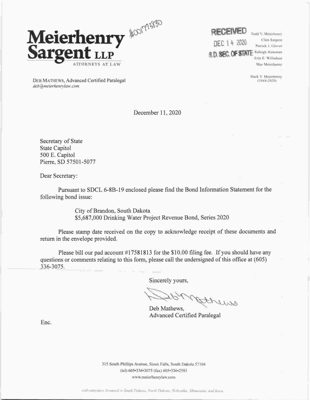 Meierhenry
Sargent LLP
ATTORNEYS AT LAW
RECEIVED
DEC 14 2020
S.D. SEC. OF STATE
Todd V. Meierhenry
Clint Sargent
Patrick J. Glover
Raleigh Hansman
Erin E. Willadsen
Max Meierhenry
Mark V. Meierhenry
DEB MATHEWS, Advanced Certified Paralegal
deb@meierhenrylaw.com
December 11, 2020
Secretary of State
State Capitol
500 E. Capitol
Pierre, SD 57501-5077
Dear Secretary:
Pursuant to SDCL 6-8B-19 enclosed please find the Bond Information Statement for the
following bond issue:
City of Brandon, South Dakota
$5,687,000 Drinking Water Project Revenue Bond, Series 2020
Please stamp date received on the copy to acknowledge receipt of these documents and
return in the envelope provided.
Please bill our pad account #17581813 for the $10.00 filing fee. If you should have any
questions or comments relating to this form, please call the undersigned of this office at (605)
336-3075.
Sincerely yours,
Deb Mathews
Deb Mathews,
Advanced Certified Paralegal
Enc.
315 South Phillips Avenue, Sioux Falls, South Dakota 57104
(tel) 605-336-3075 (fax) 605-336-2593
www.meierhenrylaw.com